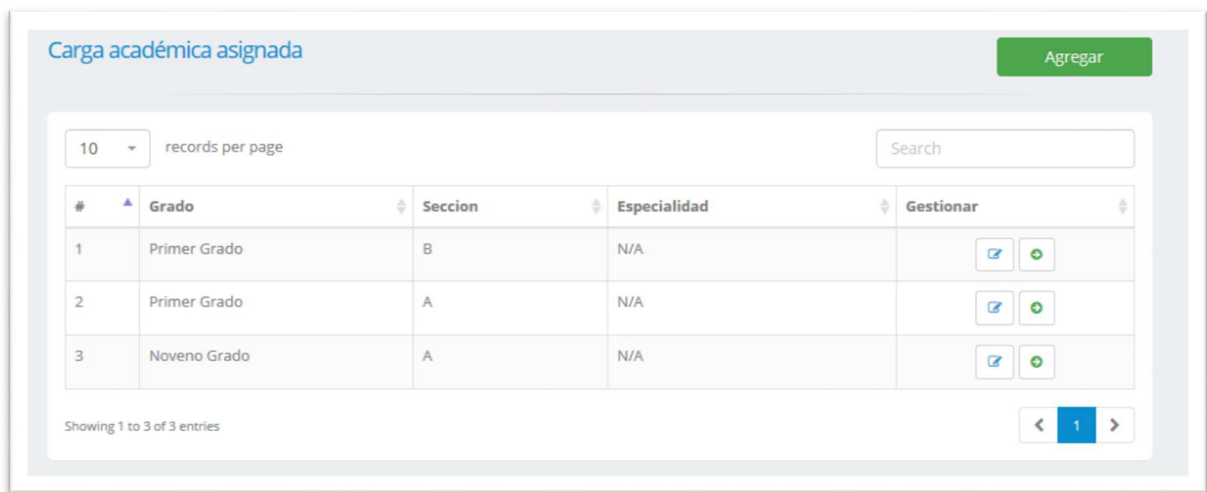 Carga académica asignada
Agregar
10 records per page
Search
# Grado Seccion Especialidad Gestionar
1 Primer Grado B N/A
2 Primer Grado A N/A
3 Noveno Grado A N/A
Showing 1 to 3 of 3 entries
1